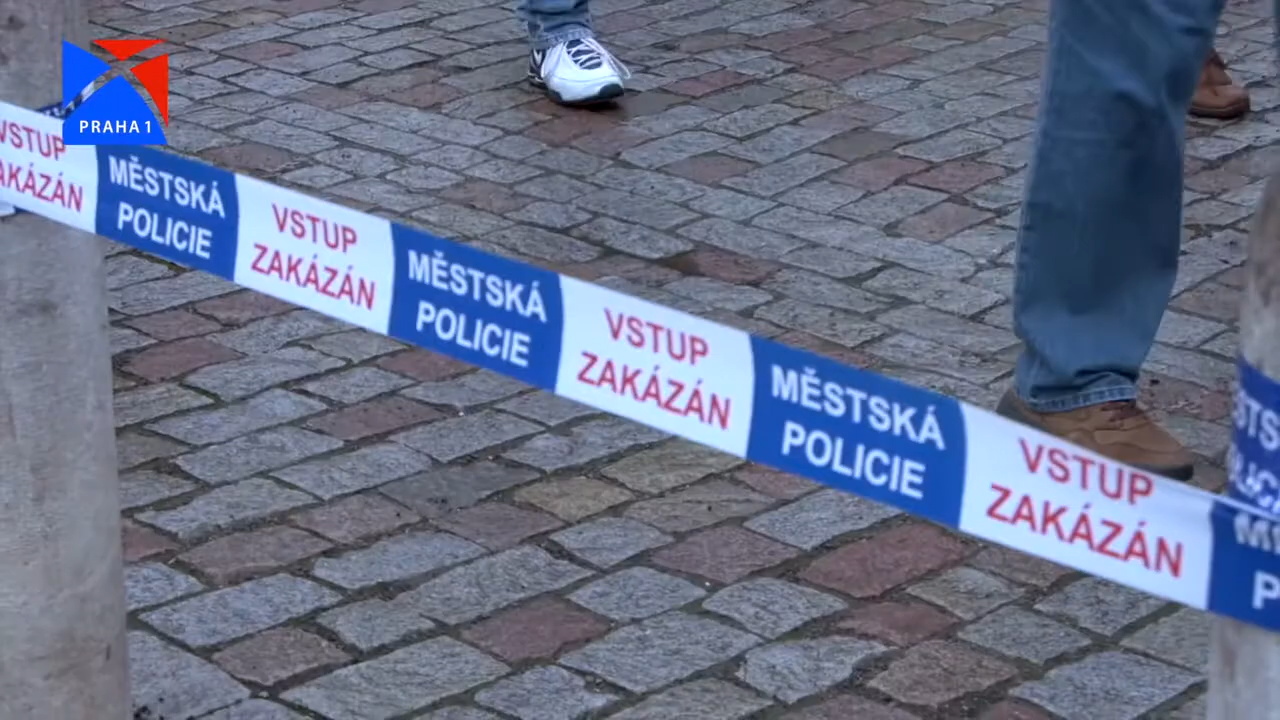 PRAHA 1
VSTUP
ZAKÁZÁN
MĚSTSKÁ
POLICIE
VSTUP
ZAKÁZÁN
MĚSTSKÁ
POLICIE
VSTUP
ZAKÁZÁN
MĚSTSKÁ
POLICIE
VSTUP
ZAKÁZÁN